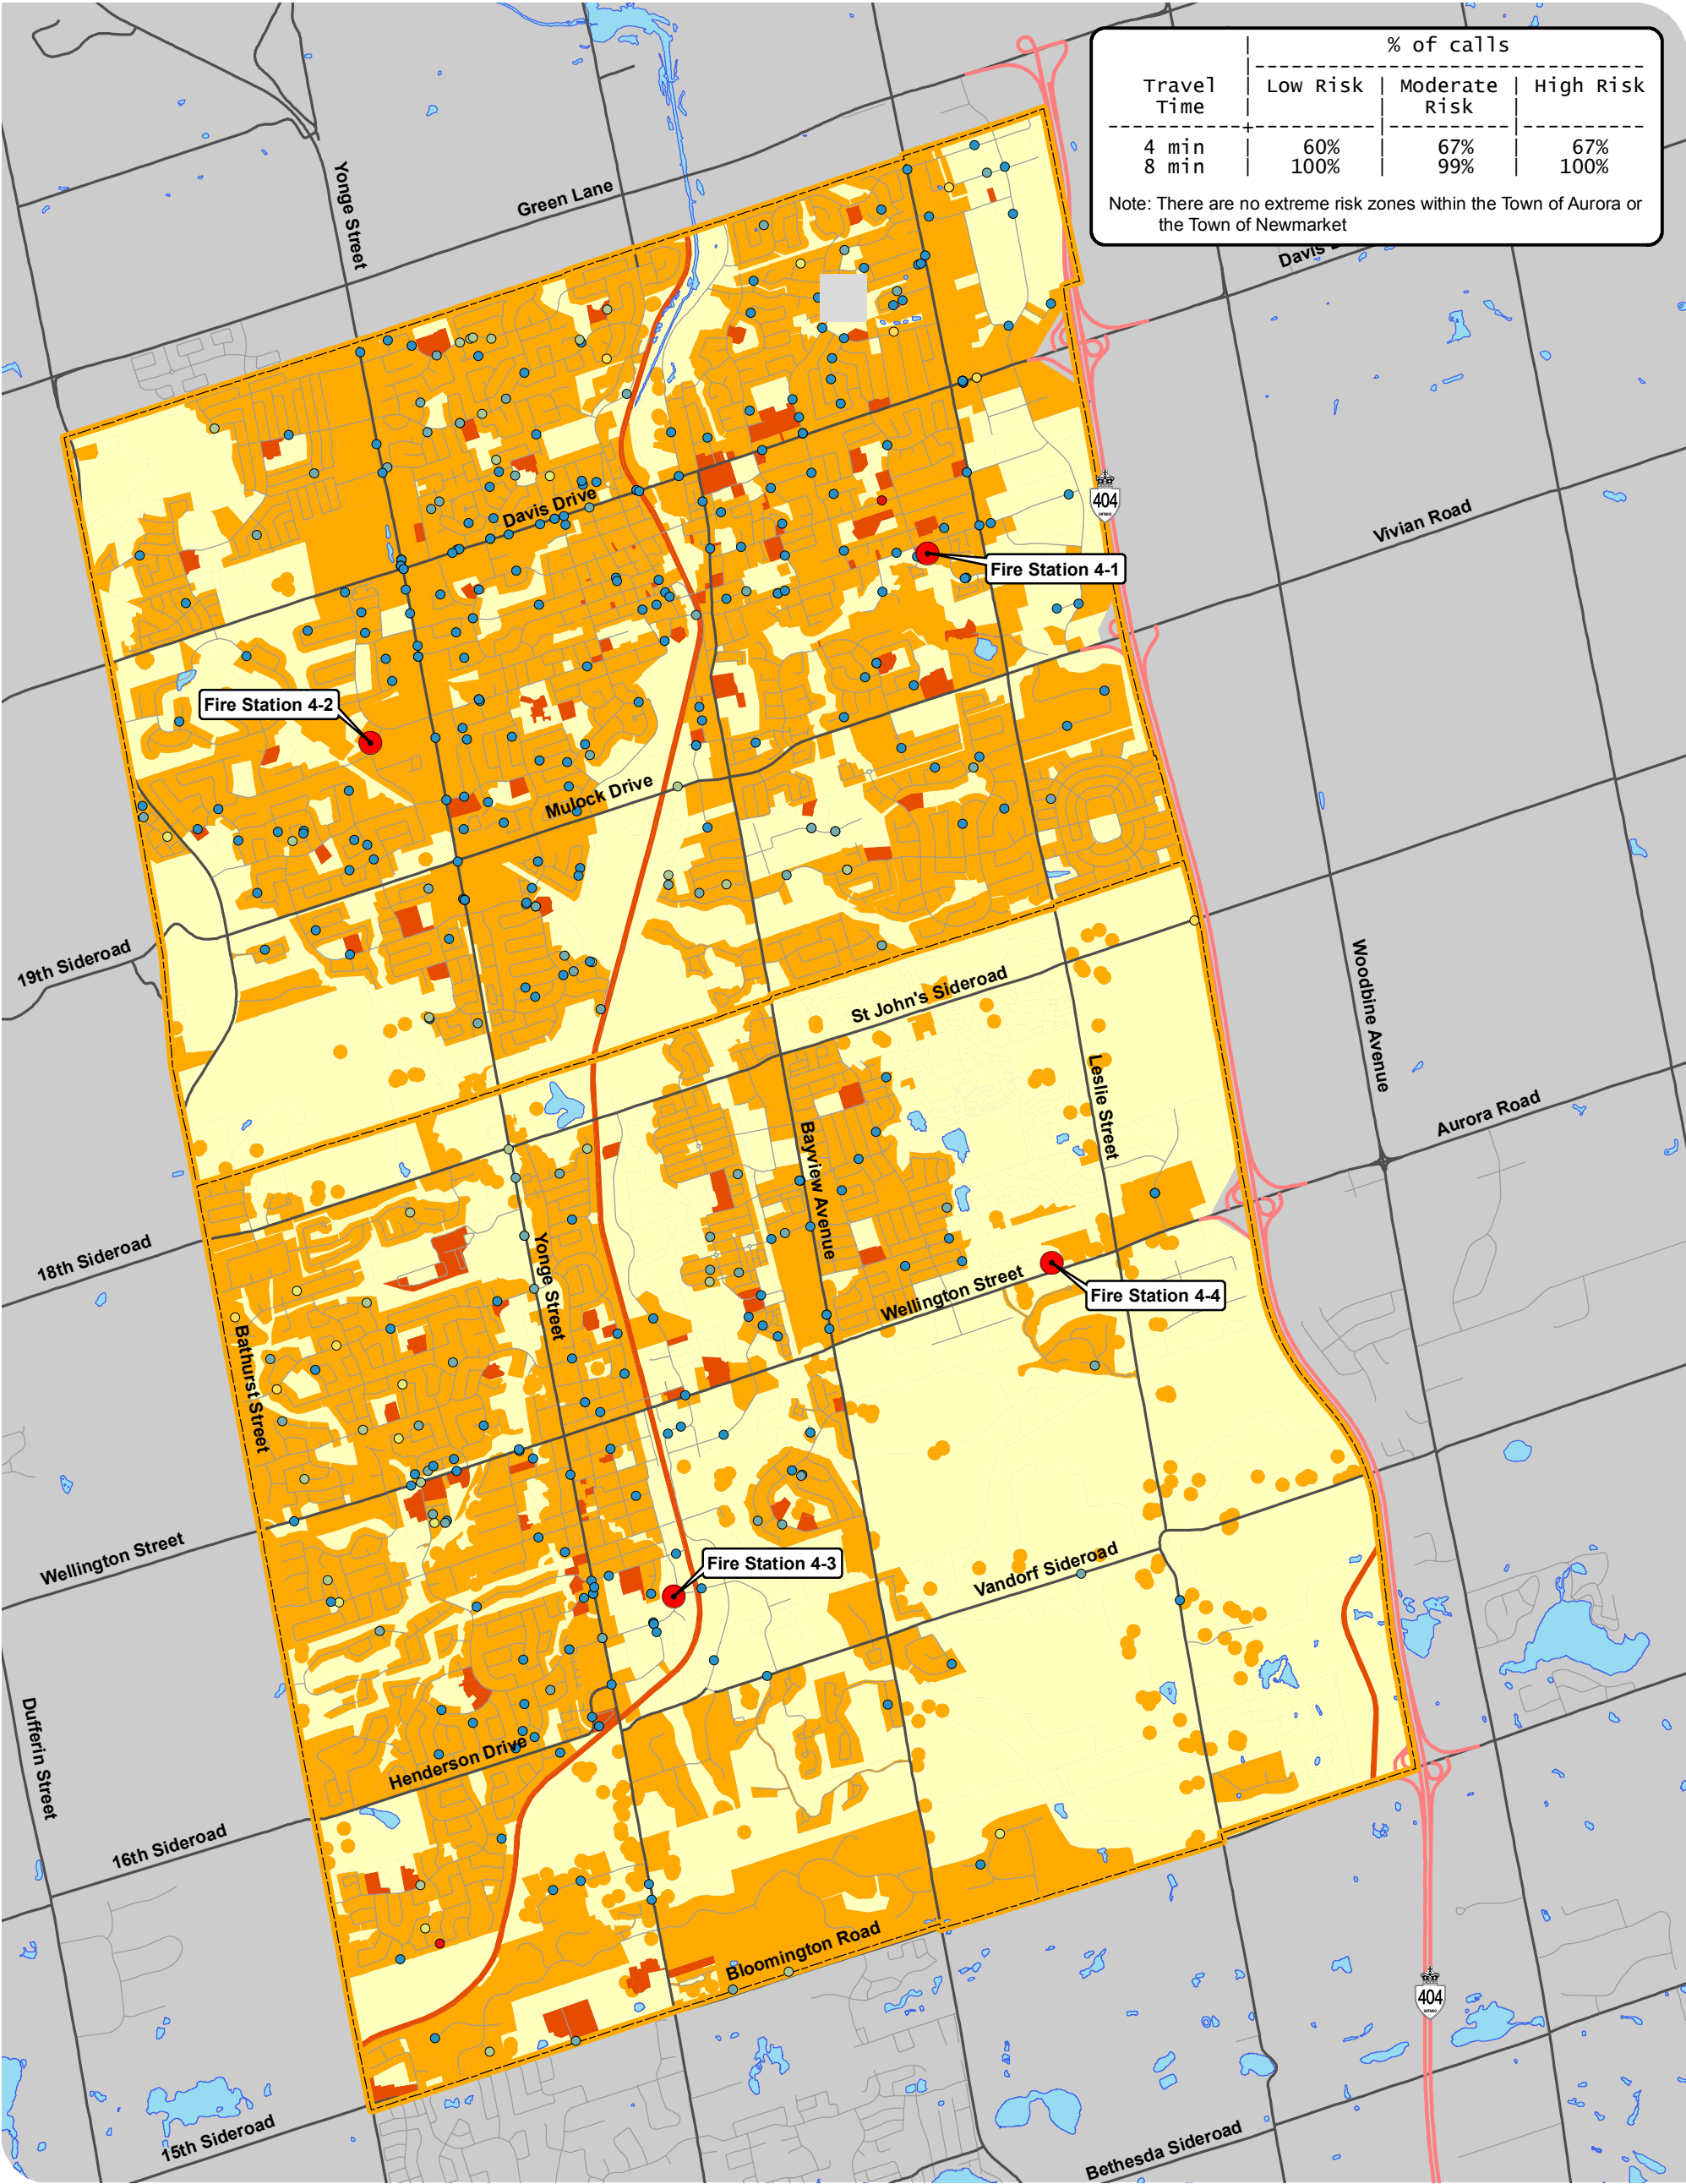 % of calls
Travel Time | Low Risk | Moderate Risk | High Risk
4 min | 60% | 67% | 67%
8 min | 100% | 99% | 100%
Note: There are no extreme risk zones within the Town of Aurora or
the Town of Newmarket
Yonge Street
Green Lane
Davis
404
ONTARIO
Vivian Road
Davis Drive
Fire Station 4-1
Fire Station 4-2
Mulock Drive
19th Sideroad
St John's Sideroad
Woodbine Avenue
Leslie Street
Aurora Road
Bayview Avenue
18th Sideroad
Yonge Street
Wellington Street
Fire Station 4-4
Bathurst Street
Wellington Street
Fire Station 4-3
Vandorf Sideroad
Dufferin Street
Henderson Drive
16th Sideroad
Bloomington Road
404
ONTARIO
15th Sideroad
Bethesda Sideroad